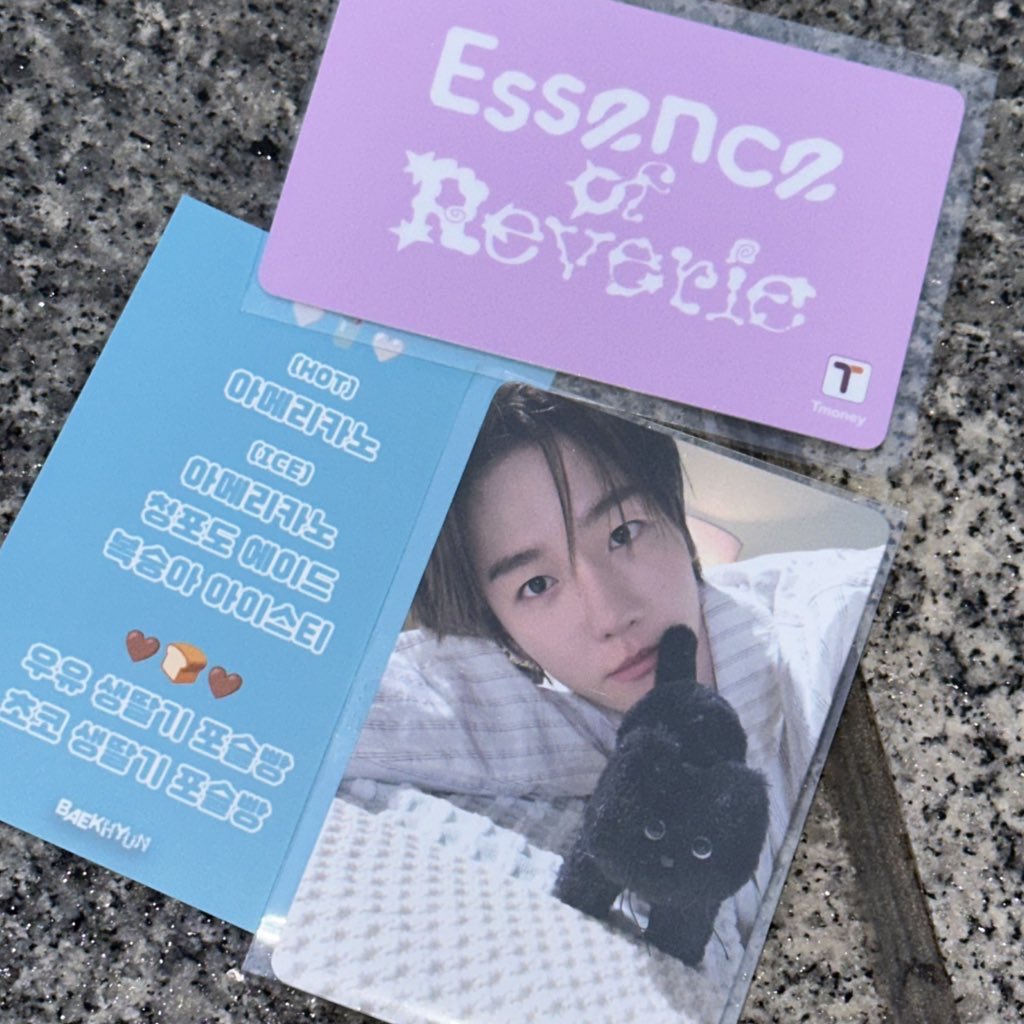 Essence
of
Reverie
T
Tmoney
(HOT)
아메리카노
(ICE)
아메리카노
창포도 에이드
복숭아 아이스티
우유 생딸기 포슬빵
초코 생딸기 포슬빵
BAEKHYUN